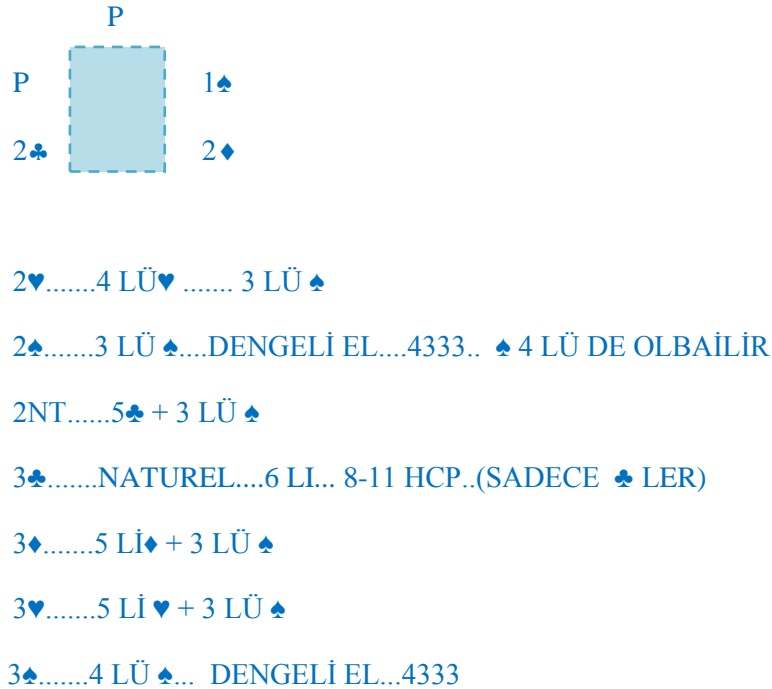 P
P 1♠
2♣ 2♦
2♥.......4 LÜ♥ ....... 3 LÜ ♠
2♠.......3 LÜ ♠....DENGELİ EL....4333.. ♠ 4 LÜ DE OLBAİLİR
2NT......5♣ + 3 LÜ ♠
3♣.......NATUREL....6 LI... 8-11 HCP..(SADECE ♣ LER)
3♦.......5 Lİ♦ + 3 LÜ ♠
3♥.......5 Lİ ♥ + 3 LÜ ♠
3♠.......4 LÜ ♠... DENGELİ EL...4333